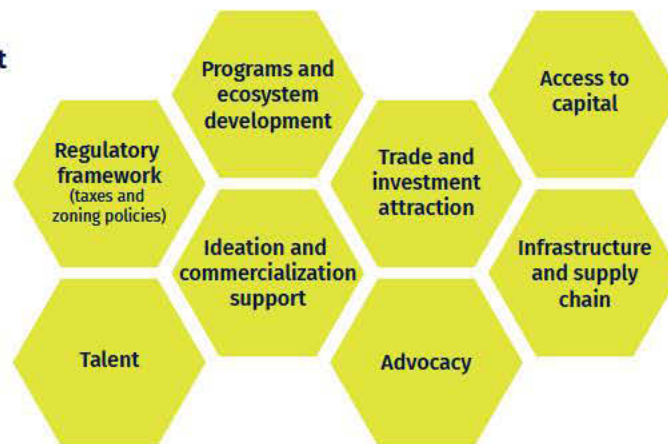 t
Programs and
ecosystem
development
Access to
capital
Regulatory
framework
(taxes and
zoning policies)
Trade and
investment
attraction
Ideation and
commercialization
support
Infrastructure
and supply
chain
Talent
Advocacy